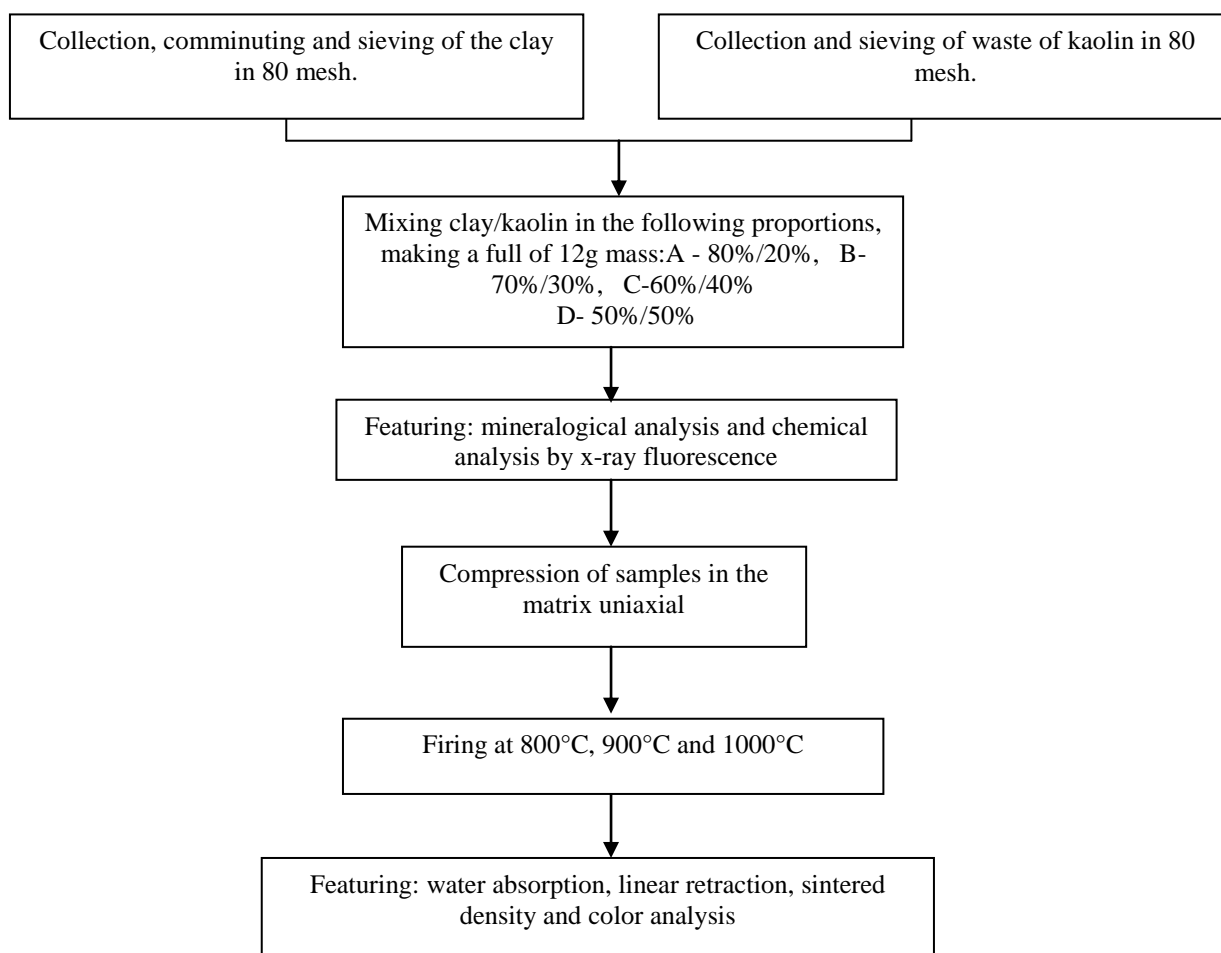 Collection, comminuting and sieving of the clay
in 80 mesh.
Collection and sieving of waste of kaolin in 80
mesh.
Mixing clay/kaolin in the following proportions,
making a full of 12g mass:A - 80%/20%, B-
70%/30%, C-60%/40%
D- 50%/50%
Featuring: mineralogical analysis and chemical
analysis by x-ray fluorescence
Compression of samples in the
matrix uniaxial
Firing at 800°C, 900°C and 1000°C
Featuring: water absorption, linear retraction, sintered
density and color analysis